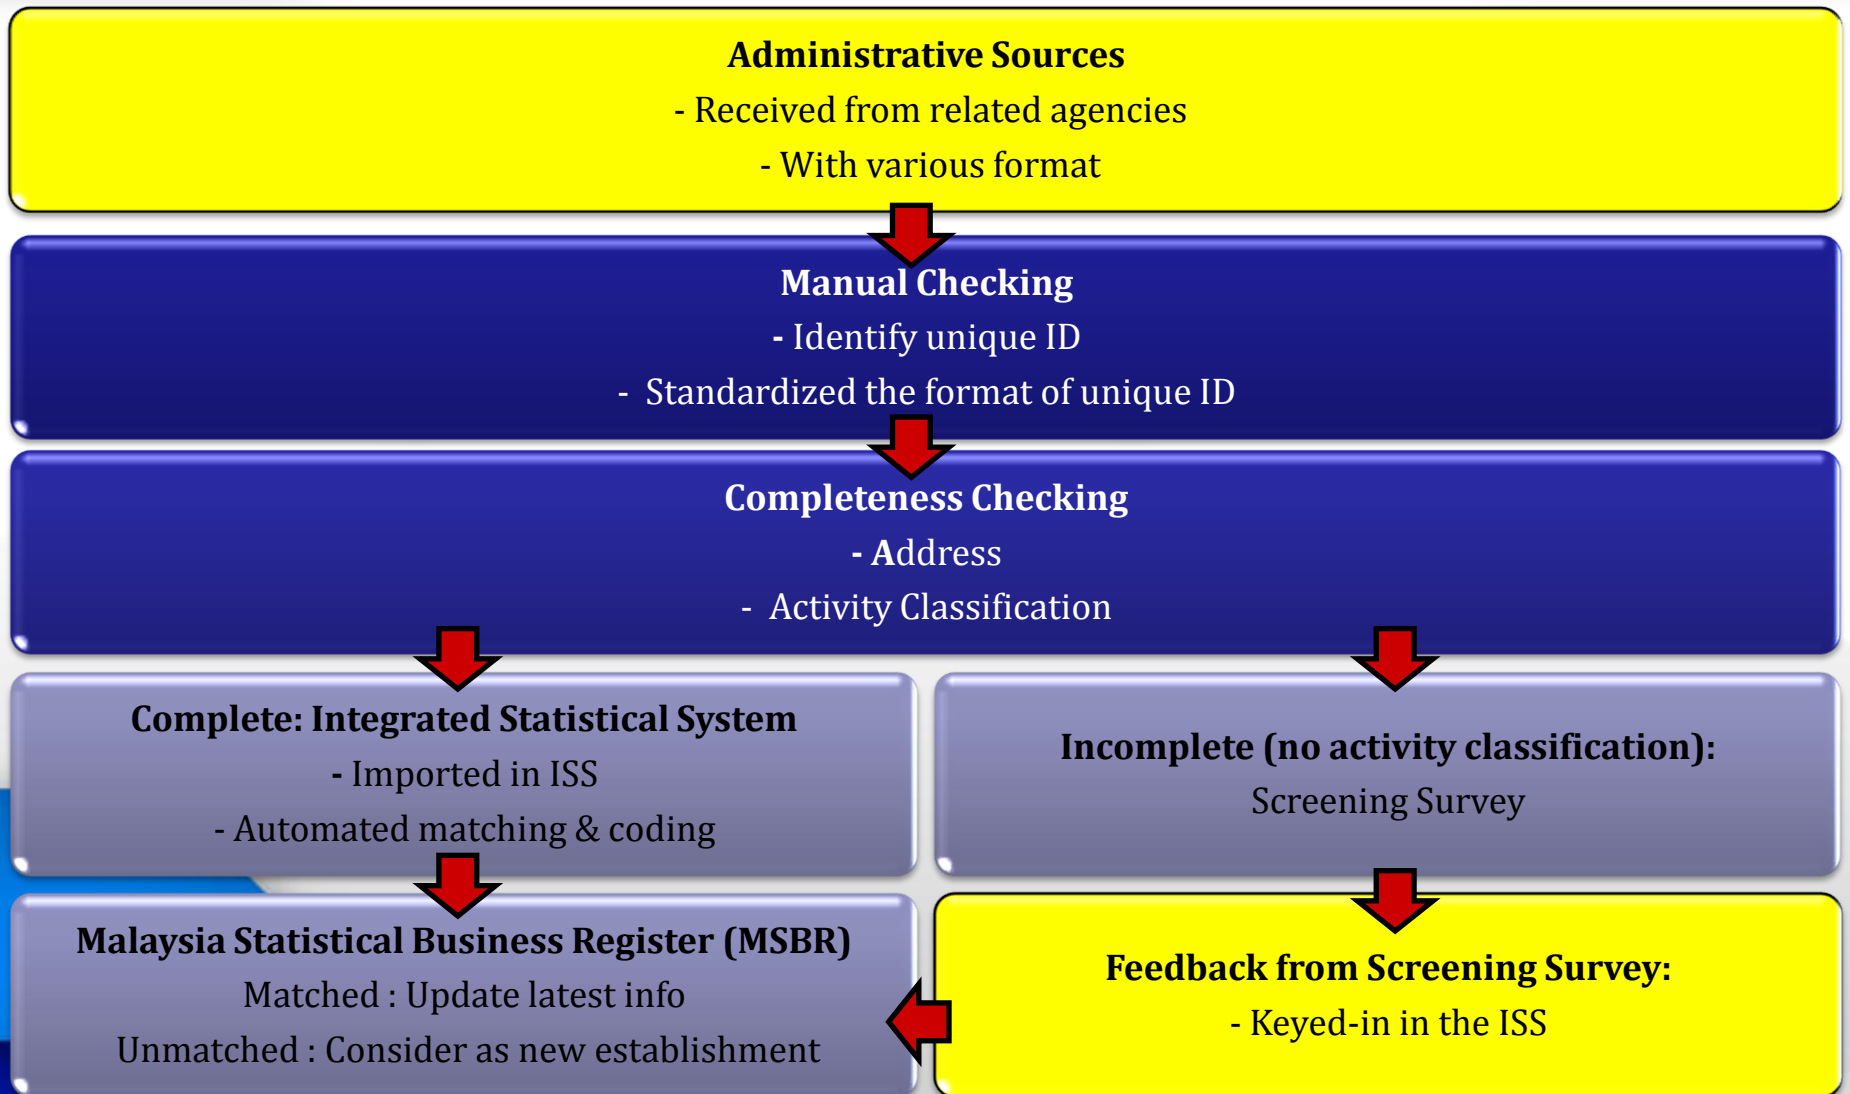 Administrative Sources
- Received from related agencies
- With various format
Manual Checking
- Identify unique ID
- Standardized the format of unique ID
Completeness Checking
- Address
- Activity Classification
Complete: Integrated Statistical System
- Imported in ISS
- Automated matching & coding
Incomplete (no activity classification):
Screening Survey
Malaysia Statistical Business Register (MSBR)
Matched : Update latest info
Unmatched : Consider as new establishment
Feedback from Screening Survey:
- Keyed-in in the ISS